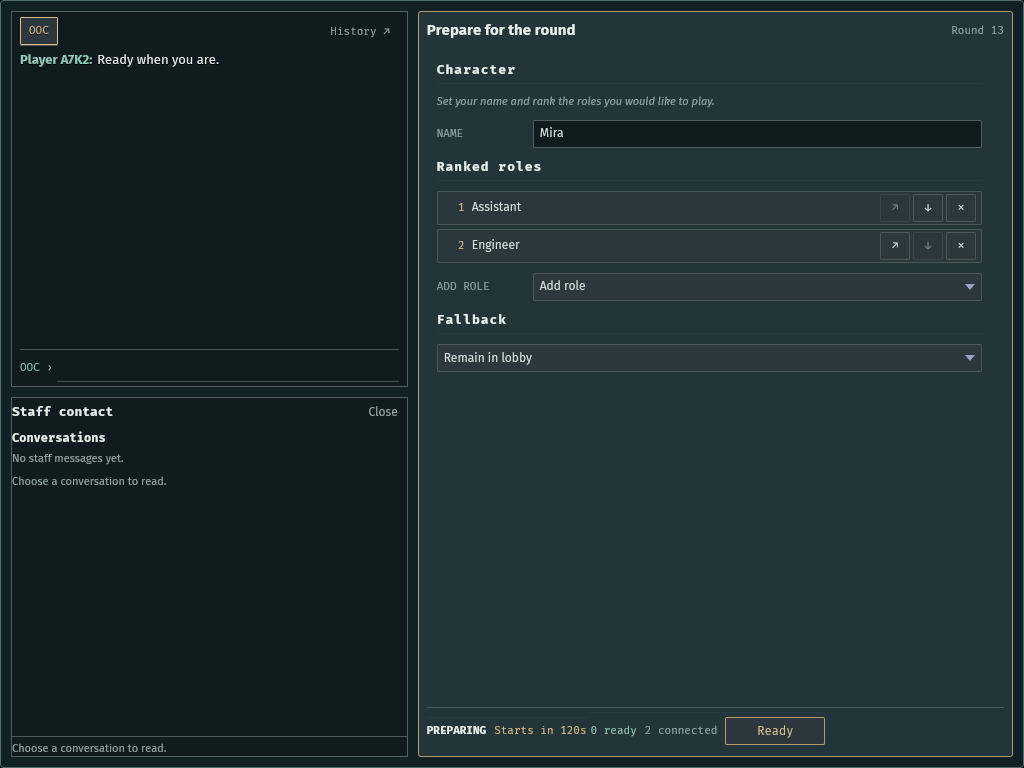 OOC
History ↗
Player A7K2: Ready when you are.
OOC ›
Staff contact
Close
Conversations
No staff messages yet.
Choose a conversation to read.
Choose a conversation to read.
Prepare for the round
Round 13
Character
Set your name and rank the roles you would like to play.
NAME
Mira
Ranked roles
1 Assistant ↗ ↓ ×
2 Engineer ↗ ↓ ×
ADD ROLE
Add role
Fallback
Remain in lobby
PREPARING Starts in 120s 0 ready 2 connected
Ready